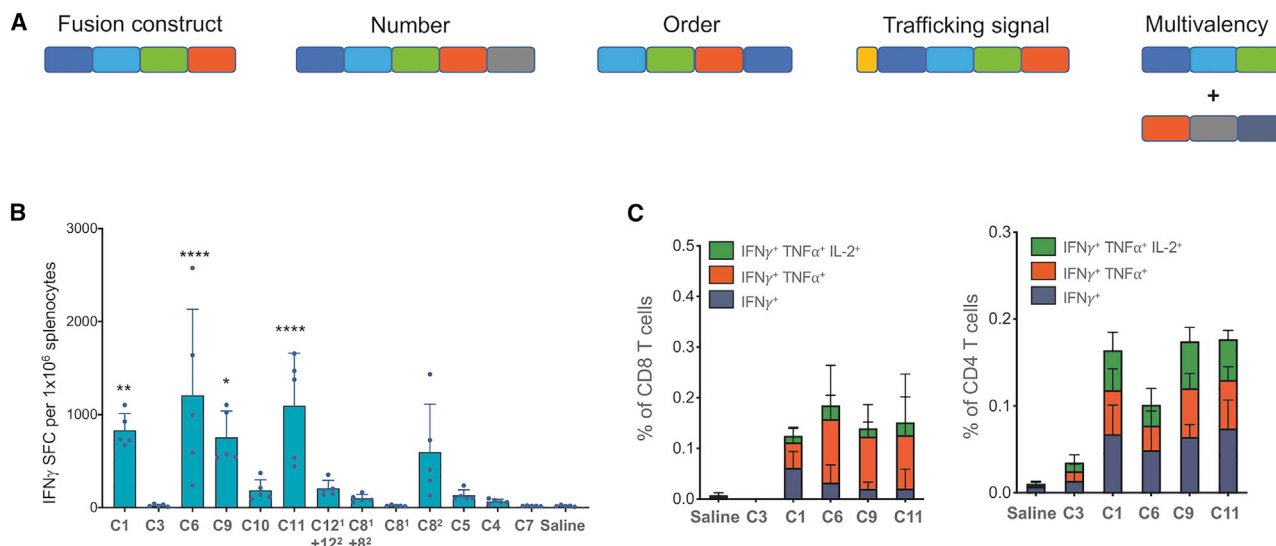 A
Fusion construct
Number
Order
Trafficking signal
Multivalency
+
B
IFNγ SFC per 1x10⁶ splenocytes
3000
2000
1000
0
**
****
*
****
C1 C3 C6 C9 C10 C11 C12¹ C8¹ C8¹ C8² C5 C4 C7 Saline
+12² +8²
C
% of CD8 T cells
0.5
0.4
0.3
0.2
0.1
0.0
IFNγ⁺ TNFα⁺ IL-2⁺
IFNγ⁺ TNFα⁺
IFNγ⁺
Saline C3 C1 C6 C9 C11
% of CD4 T cells
0.3
0.2
0.1
0.0
IFNγ⁺ TNFα⁺ IL-2⁺
IFNγ⁺ TNFα⁺
IFNγ⁺
Saline C3 C1 C6 C9 C11